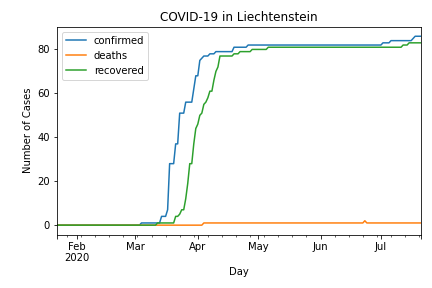 COVID-19 in Liechtenstein
confirmed
deaths
recovered
Number of Cases
80
60
40
20
0
Feb Mar Apr May Jun Jul
2020
Day